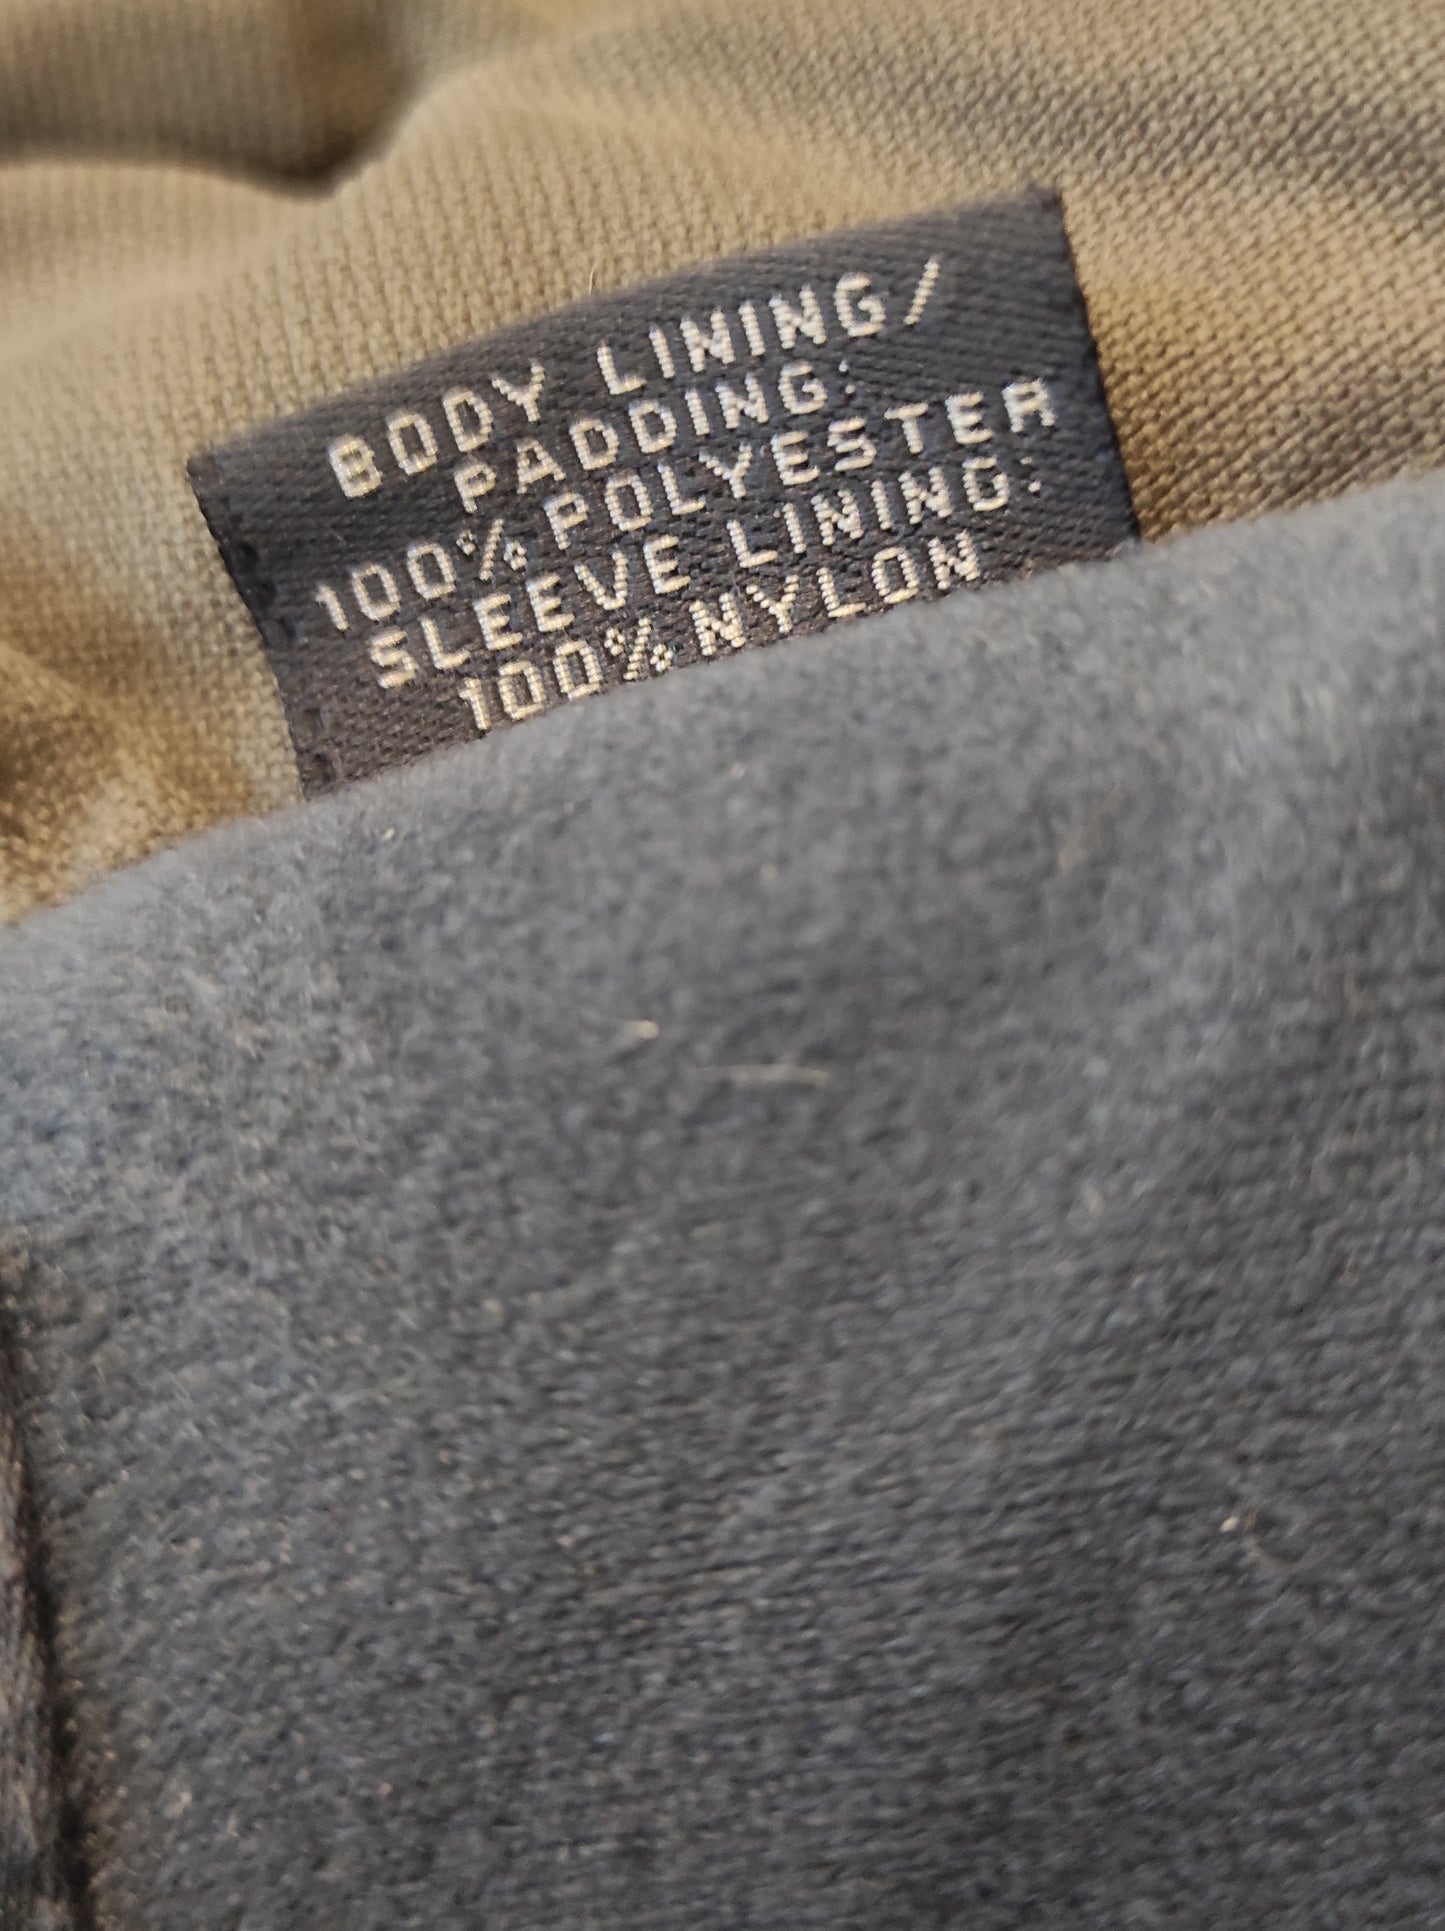 BODY LINING/
PADDING:
100% POLYESTER
SLEEVE LINING:
100% NYLON